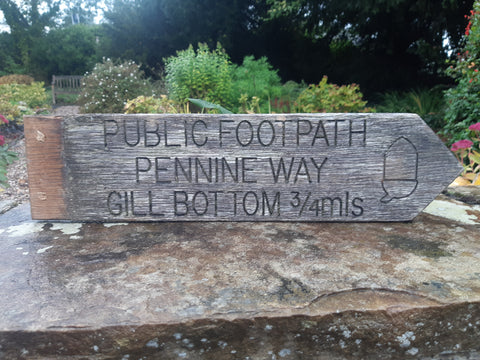 PUBLIC FOOTPATH
PENNINE WAY
GILL BOTTOM ¾mls